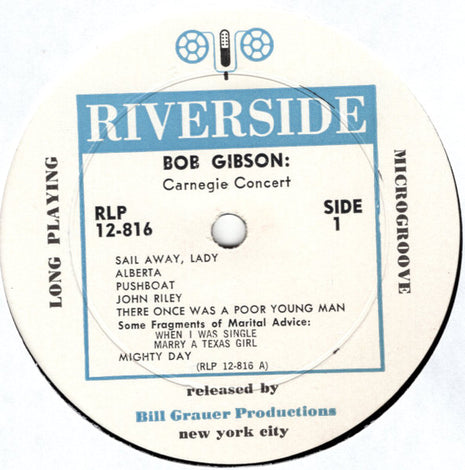 RIVERSIDE
BOB GIBSON:
Carnegie Concert
RLP
12-816
SIDE
1
LONG PLAYING
MICROGROOVE
SAIL AWAY, LADY
ALBERTA
PUSHBOAT
JOHN RILEY
THERE ONCE WAS A POOR YOUNG MAN
Some Fragments of Marital Advice:
WHEN I WAS SINGLE
MARRY A TEXAS GIRL
MIGHTY DAY
(RLP 12-816 A)
released by
Bill Grauer Productions
new york city